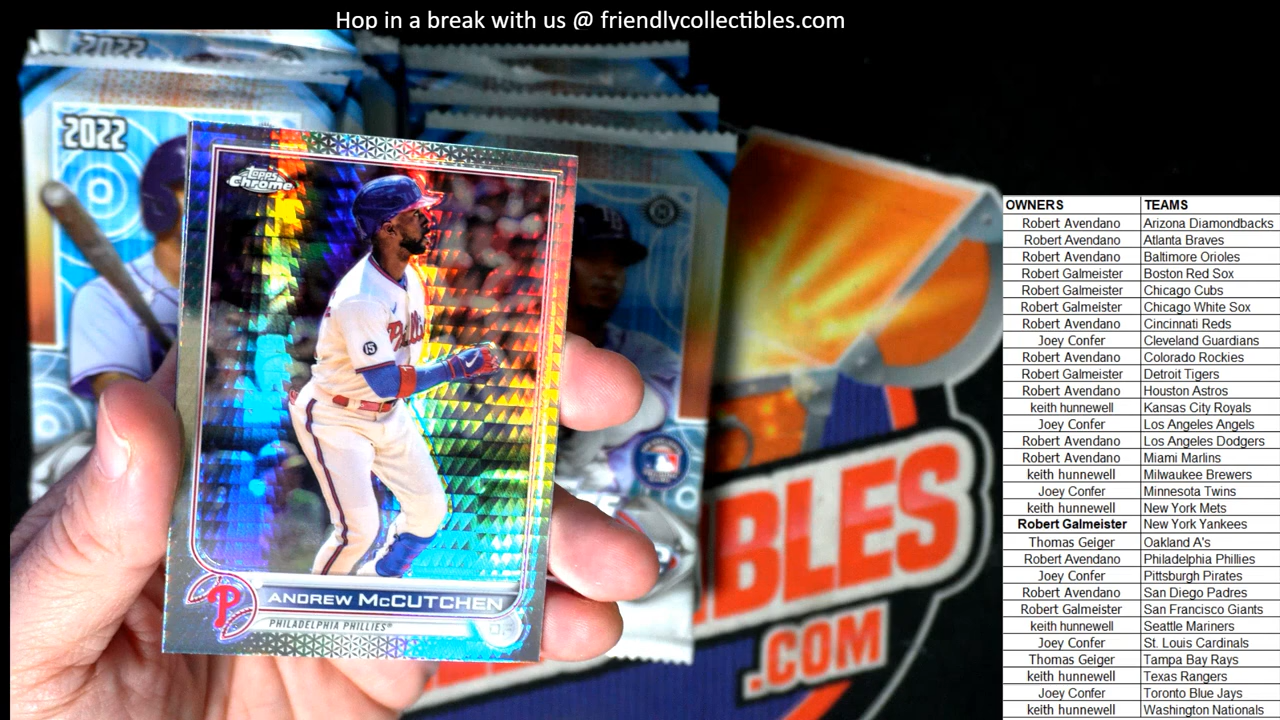 Hop in a break with us @ friendlycollectibles.com
2022
2022
Topps
Chrome
Phillies
15
ANDREW McCUTCHEN
PHILADELPHIA PHILLIES®
P
BLES
.COM
OWNERS TEAMS
Robert Avendano Arizona Diamondbacks
Robert Avendano Atlanta Braves
Robert Avendano Baltimore Orioles
Robert Galmeister Boston Red Sox
Robert Galmeister Chicago Cubs
Robert Galmeister Chicago White Sox
Robert Avendano Cincinnati Reds
Joey Confer Cleveland Guardians
Robert Avendano Colorado Rockies
Robert Galmeister Detroit Tigers
Robert Avendano Houston Astros
keith hunnewell Kansas City Royals
Joey Confer Los Angeles Angels
Robert Avendano Los Angeles Dodgers
Robert Avendano Miami Marlins
keith hunnewell Milwaukee Brewers
Joey Confer Minnesota Twins
keith hunnewell New York Mets
Robert Galmeister New York Yankees
Thomas Geiger Oakland A's
Robert Avendano Philadelphia Phillies
Joey Confer Pittsburgh Pirates
Robert Avendano San Diego Padres
Robert Galmeister San Francisco Giants
keith hunnewell Seattle Mariners
Joey Confer St. Louis Cardinals
Thomas Geiger Tampa Bay Rays
keith hunnewell Texas Rangers
Joey Confer Toronto Blue Jays
keith hunnewell Washington Nationals